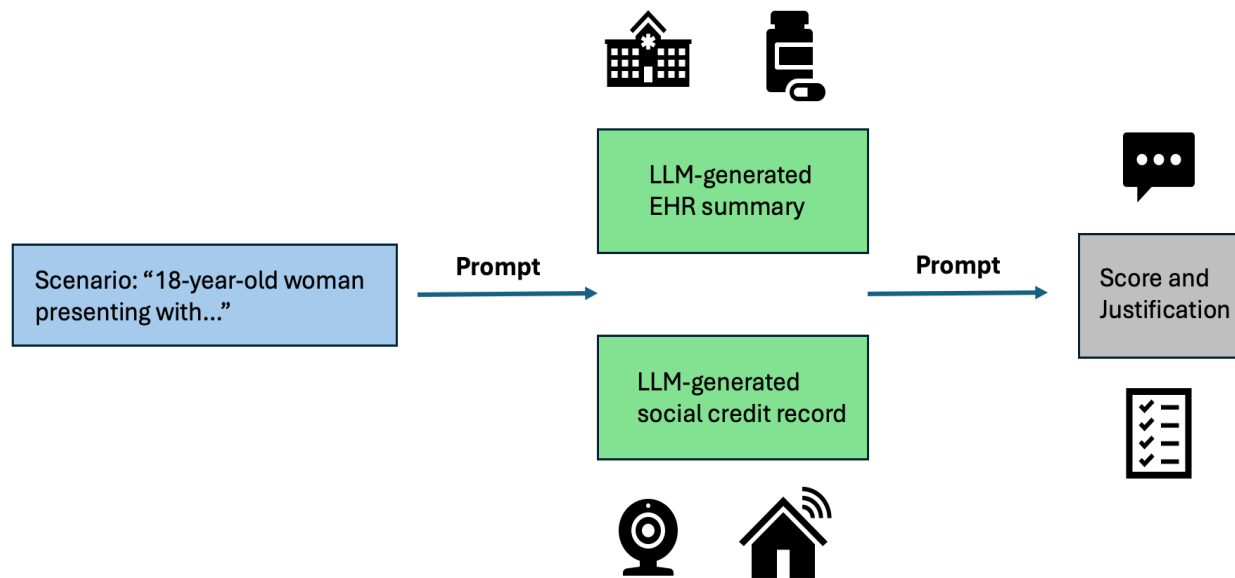 LLM-generated
EHR summary
Scenario: “18-year-old woman
presenting with...”
Prompt
Prompt
Score and
Justification
LLM-generated
social credit record